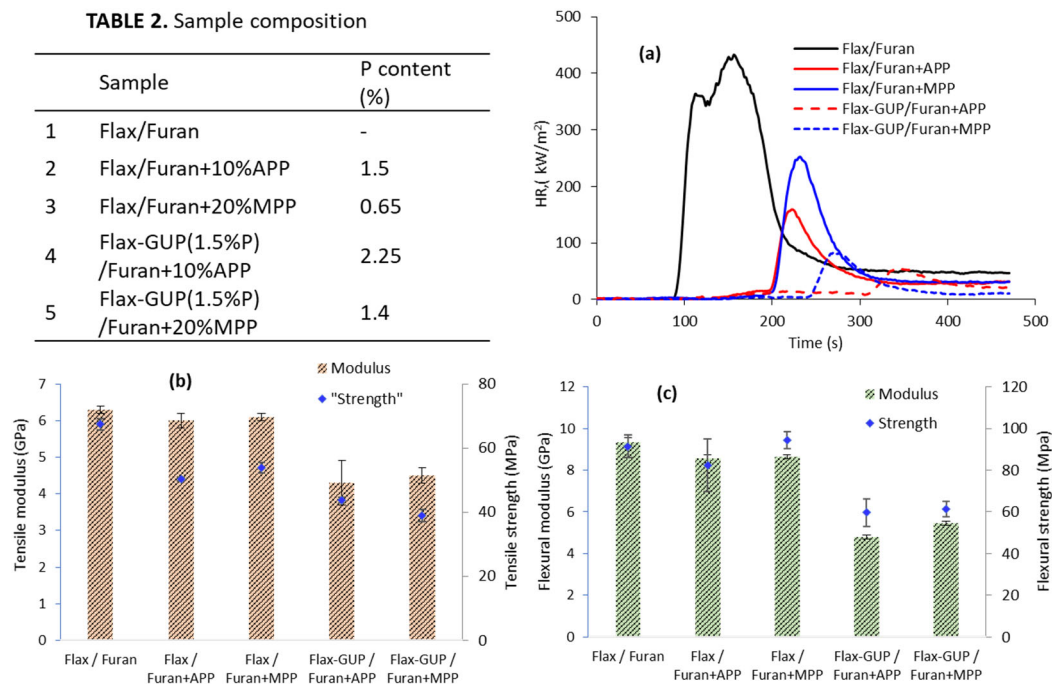 TABLE 2. Sample composition
Sample P content
(%)
1 Flax/Furan -
2 Flax/Furan+10%APP 1.5
3 Flax/Furan+20%MPP 0.65
4 Flax-GUP(1.5%P)
/Furan+10%APP 2.25
5 Flax-GUP(1.5%P)
/Furan+20%MPP 1.4
(a)
Flax/Furan
Flax/Furan+APP
Flax/Furan+MPP
Flax-GUP/Furan+APP
Flax-GUP/Furan+MPP
HR,( kW/m²)
400
300
200
100
0
0 100 200 300 400 500
Time (s)
(b)
Modulus
"Strength"
Tensile modulus (GPa)
7
6
5
4
3
2
1
0
Tensile strength (MPa)
80
60
40
20
0
Flax / Furan
Flax /
Furan+APP
Flax /
Furan+MPP
Flax-GUP /
Furan+APP
Flax-GUP /
Furan+MPP
(c)
Modulus
Strength
Flexural modulus (GPa)
12
10
8
6
4
2
0
Flexural strength (Mpa)
120
100
80
60
40
20
0
Flax / Furan
Flax /
Furan+APP
Flax /
Furan+MPP
Flax-GUP /
Furan+APP
Flax-GUP /
Furan+MPP